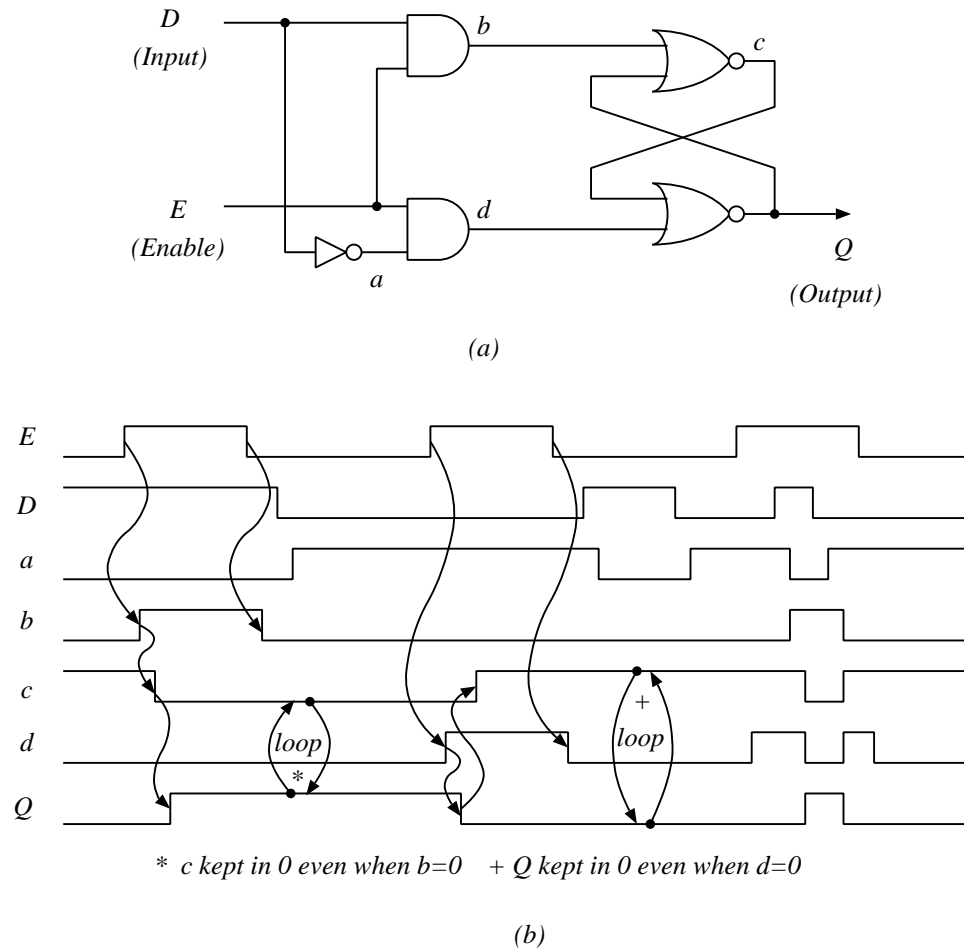 D
(Input)
b
c
E
(Enable)
d
a
Q
(Output)
(a)
E
D
a
b
c
+
loop
loop
d
*
Q
* c kept in 0 even when b=0 + Q kept in 0 even when d=0
(b)